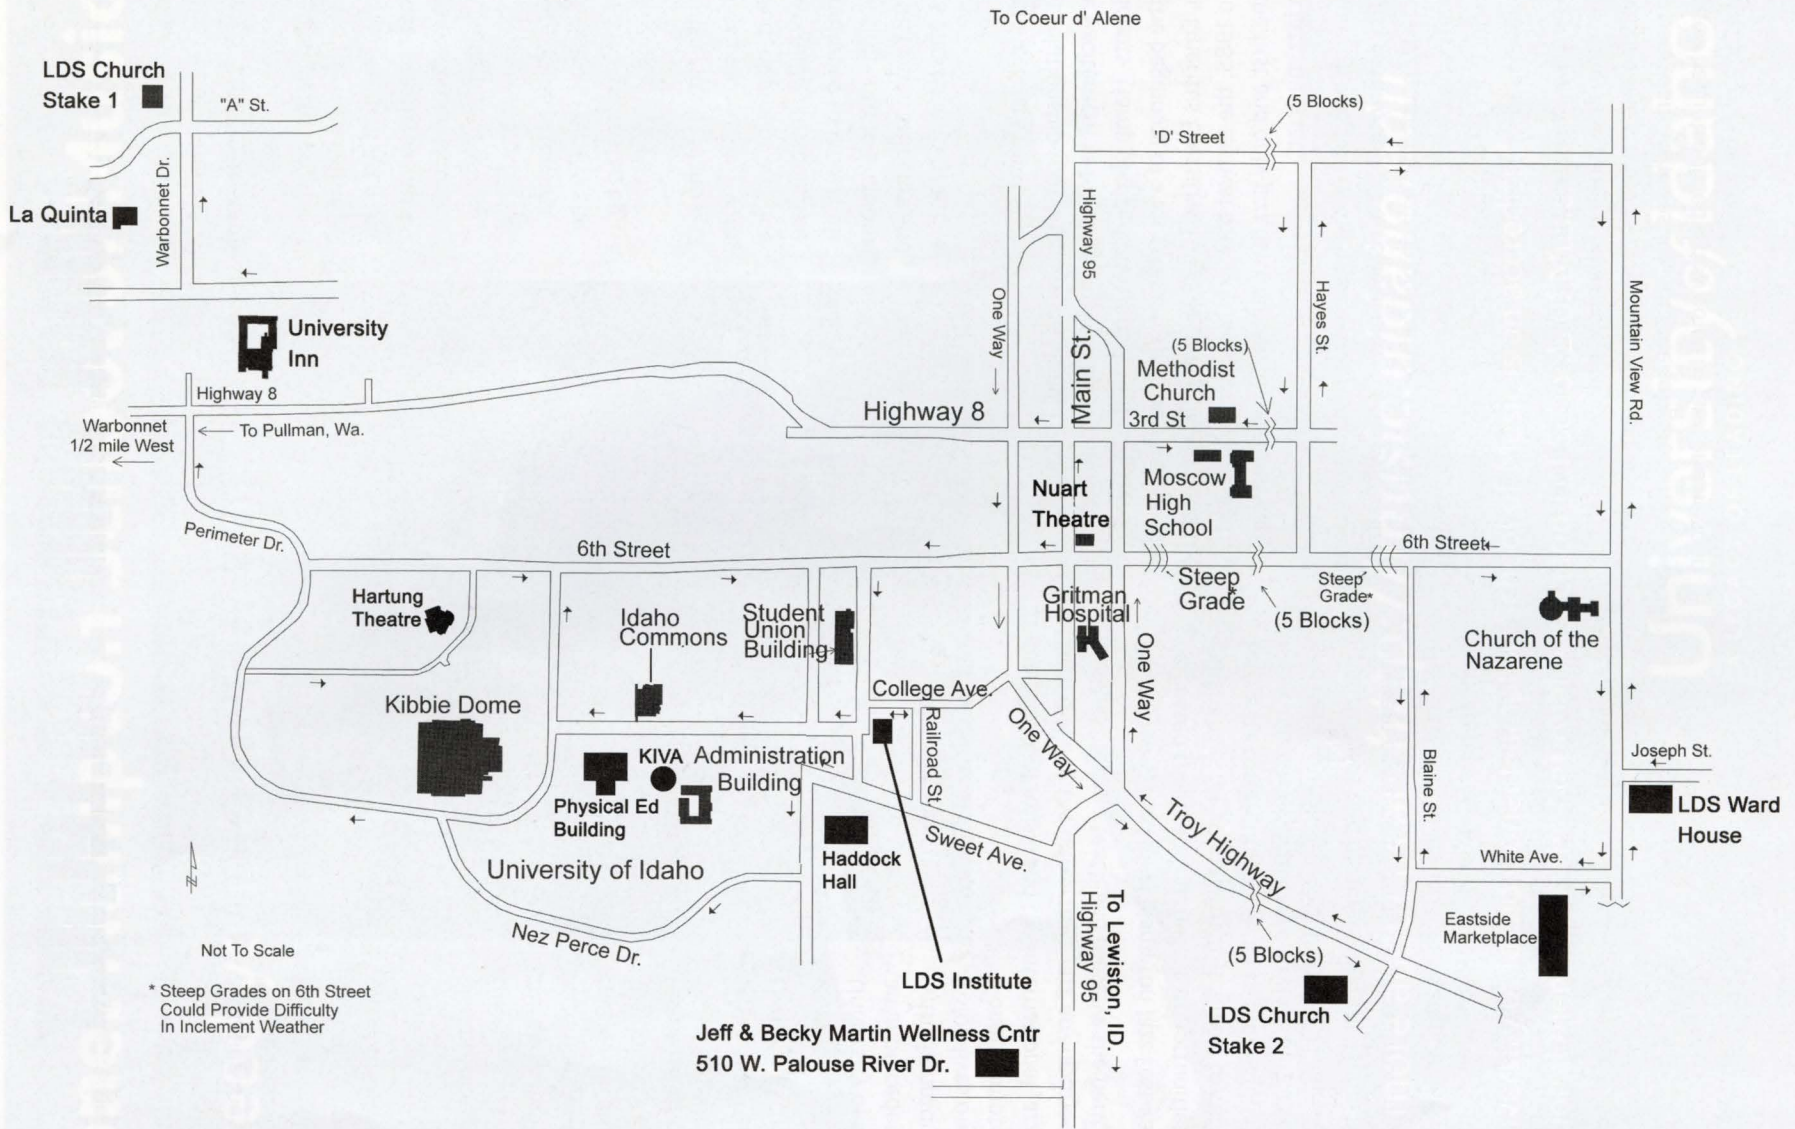 To Coeur d' Alene
LDS Church
Stake 1
"A" St.
Warbonnet Dr.
La Quinta
University
Inn
(5 Blocks)
'D' Street
Highway 95
One Way
Main St.
Hayes St.
Mountain View Rd.
(5 Blocks)
Methodist
Church
3rd St
Highway 8
Highway 8
Warbonnet
1/2 mile West
To Pullman, Wa.
Perimeter Dr.
Nuart
Theatre
Moscow
High
School
6th Street
6th Street
Steep
Grade*
(5 Blocks)
Steep
Grade*
Hartung
Theatre
Idaho
Commons
Student
Union
Building
Gritman
Hospital
One Way
Church of the
Nazarene
College Ave.
Railroad St.
One Way
Kibbie Dome
KIVA
Administration
Building
Physical Ed
Building
Joseph St.
Blaine St.
LDS Ward
House
Troy Highway
Sweet Ave.
Haddock
Hall
White Ave.
University of Idaho
Nez Perce Dr.
To Lewiston, ID.
Highway 95
Eastside
Marketplace
(5 Blocks)
N
Not To Scale
* Steep Grades on 6th Street
Could Provide Difficulty
In Inclement Weather
LDS Institute
LDS Church
Stake 2
Jeff & Becky Martin Wellness Cntr
510 W. Palouse River Dr.
University of Idaho